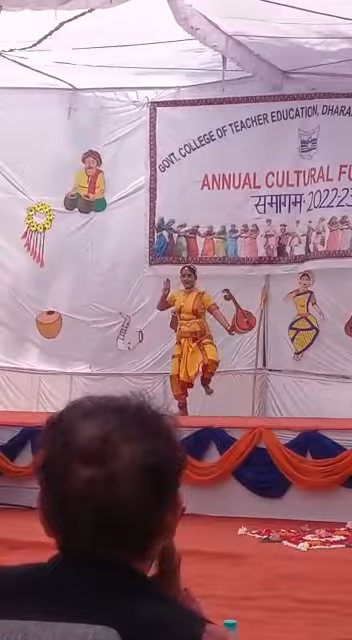 GOVT. COLLEGE OF TEACHER EDUCATION, DHARA
ANNUAL CULTURAL FU
समागम-2022-23